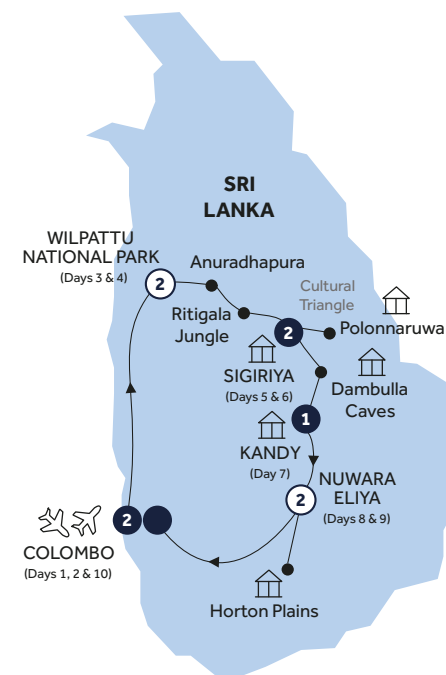 SRI
LANKA
WILPATTU
NATIONAL PARK
(Days 3 & 4)
2
Anuradhapura
Ritigala
Jungle
Cultural
Triangle
Polonnaruwa
2
SIGIRIYA
(Days 5 & 6)
Dambulla
Caves
1
KANDY
(Day 7)
2
NUWARA
ELIYA
(Days 8 & 9)
2
COLOMBO
(Days 1, 2 & 10)
Horton Plains